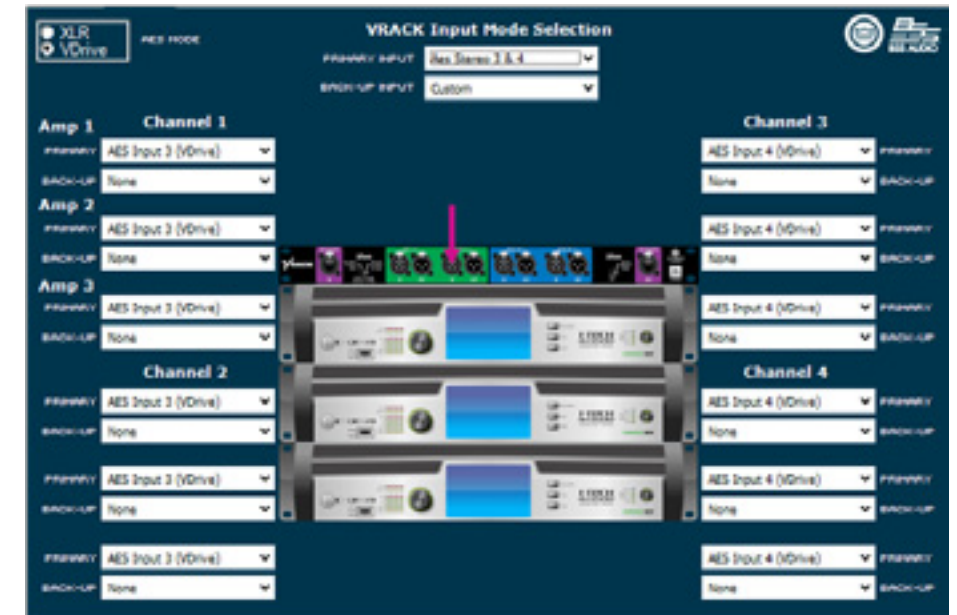 XLR
VDrive
AES MODE
VRACK Input Mode Selection
PRIMARY INPUT Aes Stereo 3 & 4
BACK-UP INPUT Custom
Amp 1 Channel 1
PRIMARY AES Input 3 (VDrive)
BACK-UP None
Amp 2
PRIMARY AES Input 3 (VDrive)
BACK-UP None
Amp 3
PRIMARY AES Input 3 (VDrive)
BACK-UP None
Channel 2
PRIMARY AES Input 3 (VDrive)
BACK-UP None
PRIMARY AES Input 3 (VDrive)
BACK-UP None
PRIMARY AES Input 3 (VDrive)
BACK-UP None
Channel 3
AES Input 4 (VDrive) PRIMARY
None BACK-UP
AES Input 4 (VDrive) PRIMARY
None BACK-UP
AES Input 4 (VDrive) PRIMARY
None BACK-UP
Channel 4
AES Input 4 (VDrive) PRIMARY
None BACK-UP
AES Input 4 (VDrive) PRIMARY
None BACK-UP
AES Input 4 (VDrive) PRIMARY
None BACK-UP